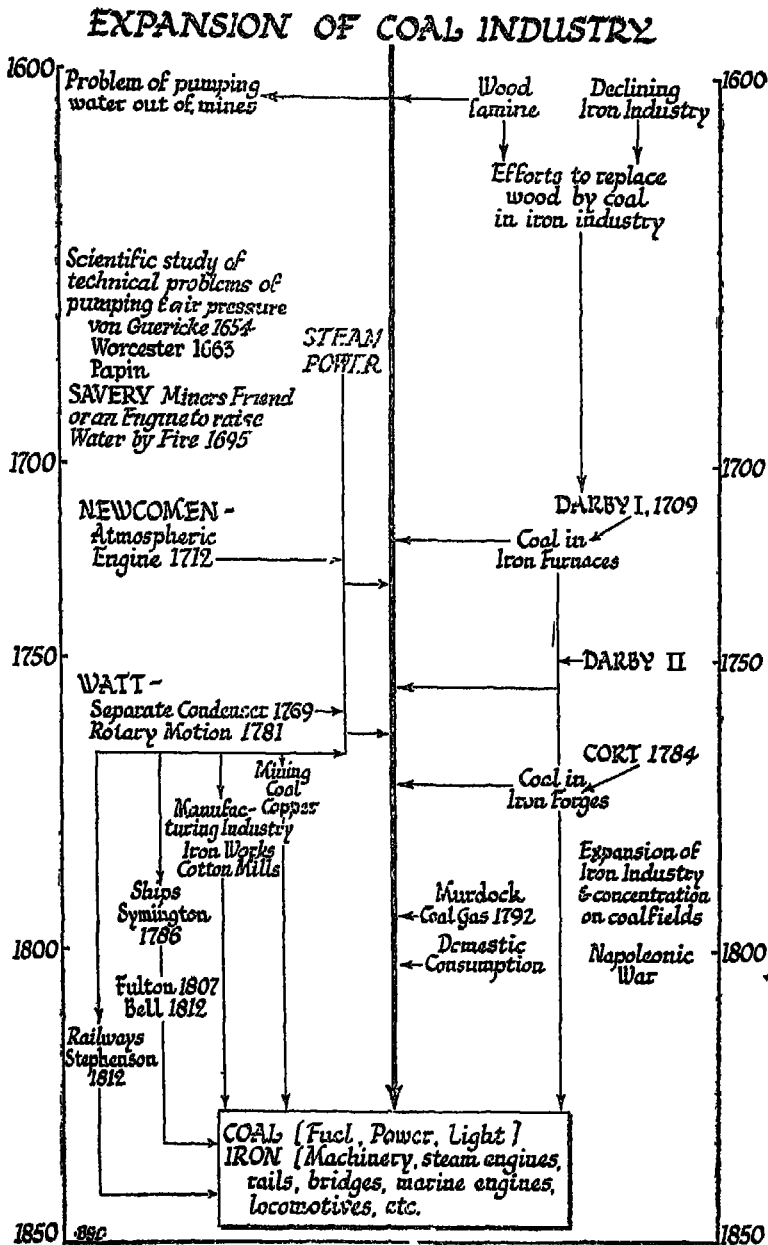 EXPANSION OF COAL INDUSTRY
1600
1600
Problem of pumping
water out of mines
Wood
famine
Declining
Iron Industry
Efforts to replace
wood by coal
in iron industry
Scientific study of
technical problems of
pumping & air pressure
von Guericke 1654
Worcester 1663
Papin
SAVERY Miners Friend
or an Engine to raise
Water by Fire 1695
STEAM
POWER
1700
1700
NEWCOMEN -
Atmospheric
Engine 1712
DARBY I, 1709
Coal in
Iron Furnaces
1750
1750
DARBY II
WATT -
Separate Condenser 1769
Rotary Motion 1781
CORT 1784
Coal in
Iron Forges
Mining
Coal
Copper
Manufac-
turing Industry
Iron Works
Cotton Mills
Ships
Symington
1786
Expansion of
Iron Industry
& concentration
on coalfields
Murdock
Coal Gas 1792
Domestic
Consumption
Napoleonic
War
1800
1800
Fulton 1807
Bell 1812
Railways
Stephenson
1812
COAL [Fuel, Power, Light]
IRON [Machinery, steam engines,
rails, bridges, marine engines,
locomotives, etc.
1850
1850